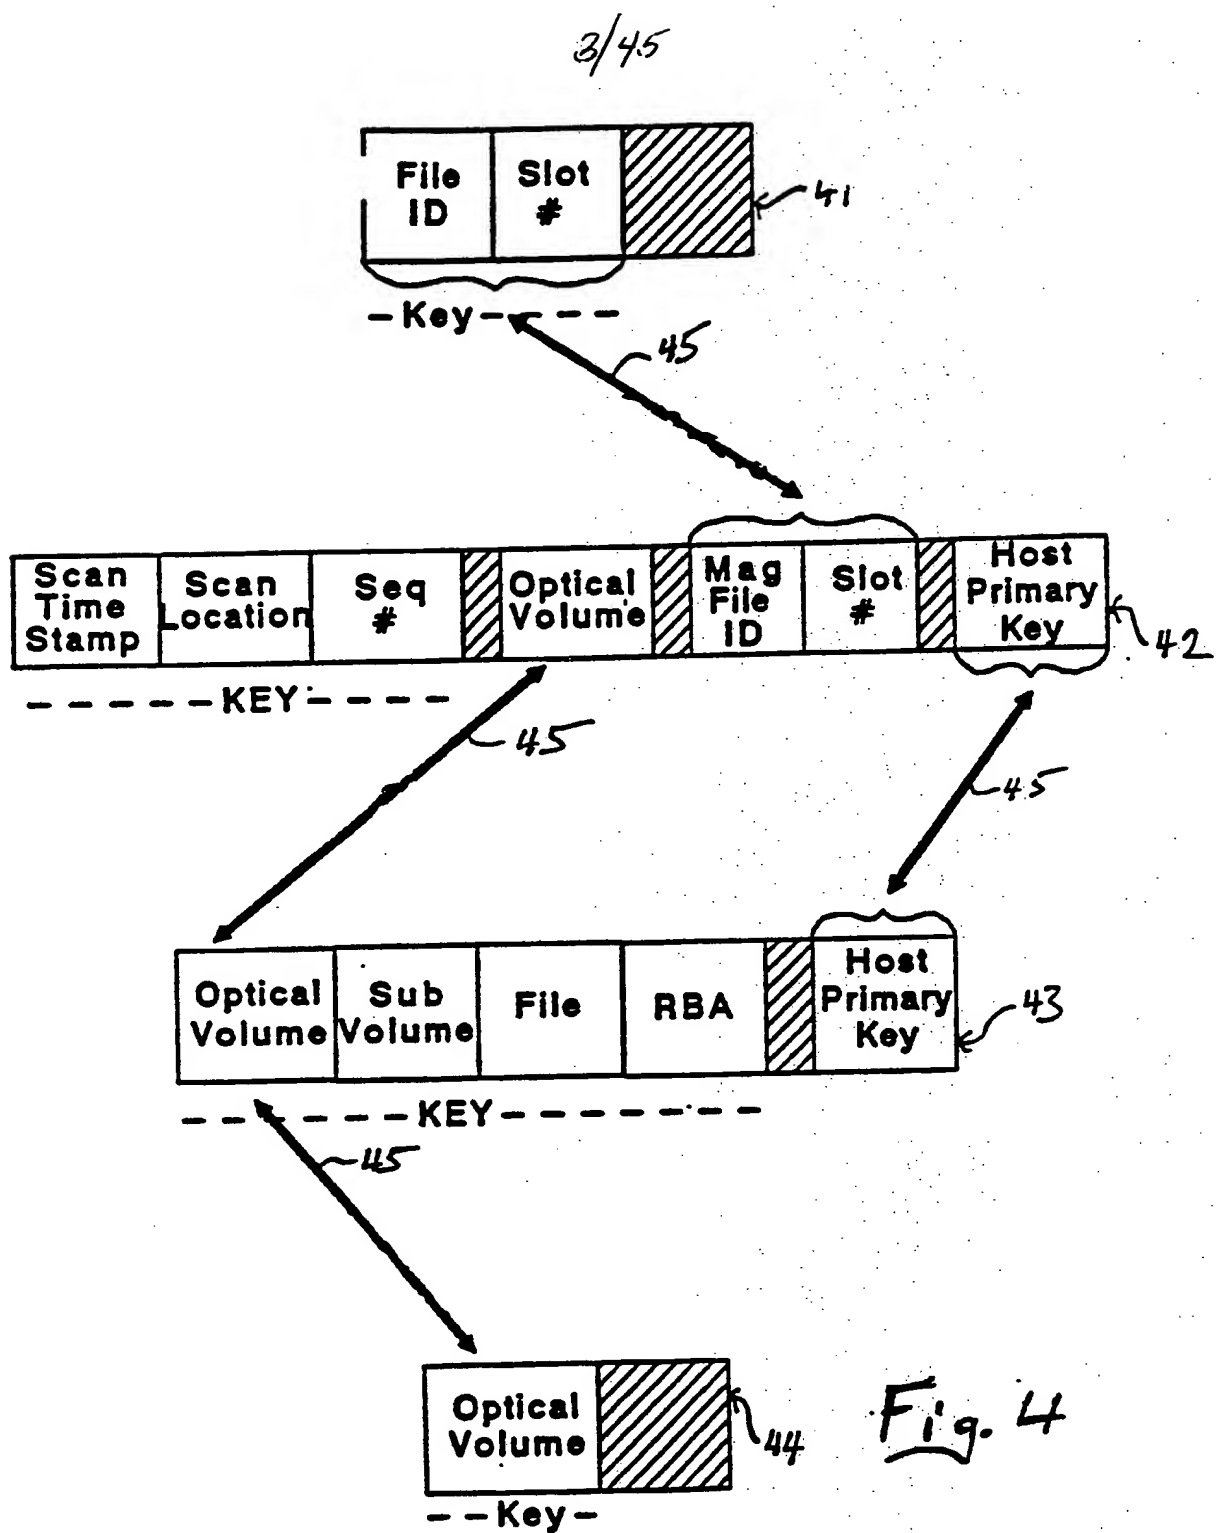 3/45
File ID
Slot #
41
- Key - - - -
45
Scan Time Stamp
Scan Location
Seq #
Optical Volume
Mag File ID
Slot #
Host Primary Key
42
- - - - - KEY - - - -
45
45
Optical Volume
Sub Volume
File
RBA
Host Primary Key
43
- - - - - KEY - - - - - - -
45
Optical Volume
44
Fig. 4
- - Key -